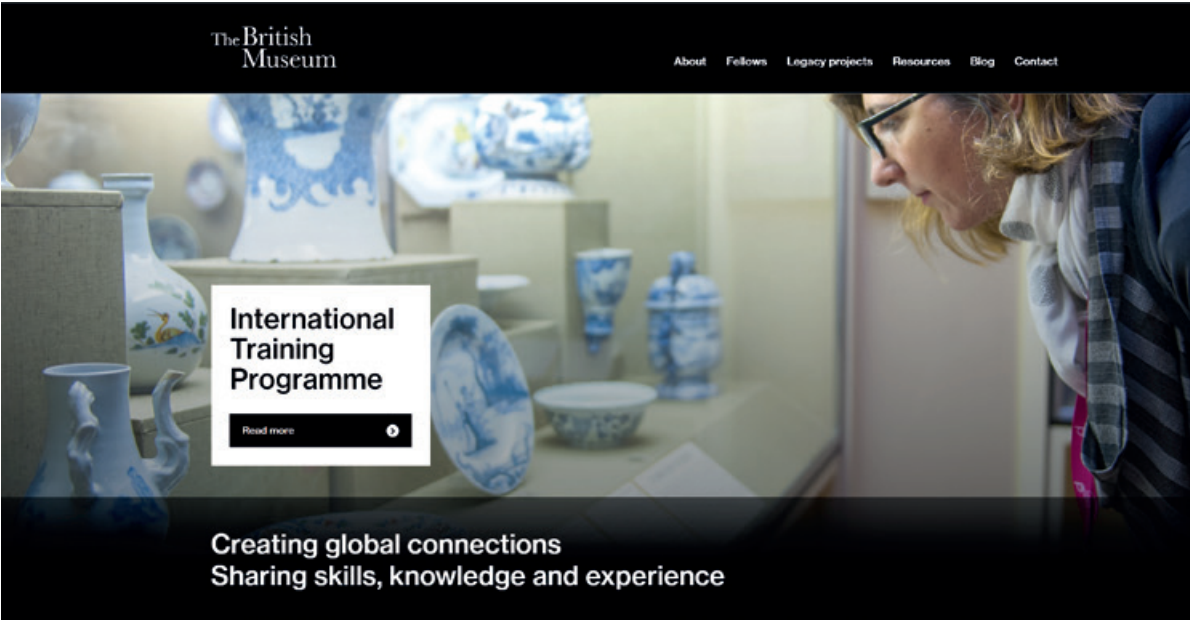 The British
Museum
About Fellows Legacy projects Resources Blog Contact
International
Training
Programme
Read more
Creating global connections
Sharing skills, knowledge and experience